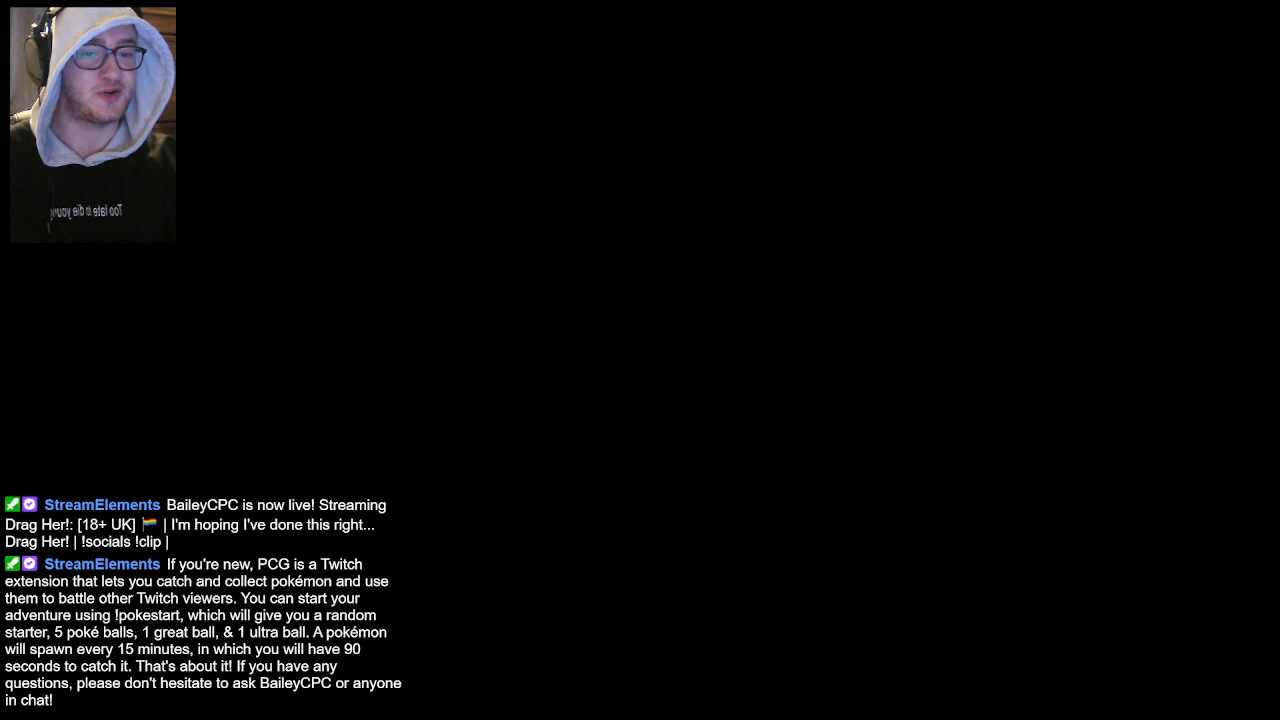 Too late to die young
StreamElements BaileyCPC is now live! Streaming
Drag Her!: [18+ UK] 🏳️‍🌈 | I'm hoping I've done this right...
Drag Her! | !socials !clip |
StreamElements If you're new, PCG is a Twitch
extension that lets you catch and collect pokémon and use
them to battle other Twitch viewers. You can start your
adventure using !pokestart, which will give you a random
starter, 5 poké balls, 1 great ball, & 1 ultra ball. A pokémon
will spawn every 15 minutes, in which you will have 90
seconds to catch it. That's about it! If you have any
questions, please don't hesitate to ask BaileyCPC or anyone
in chat!